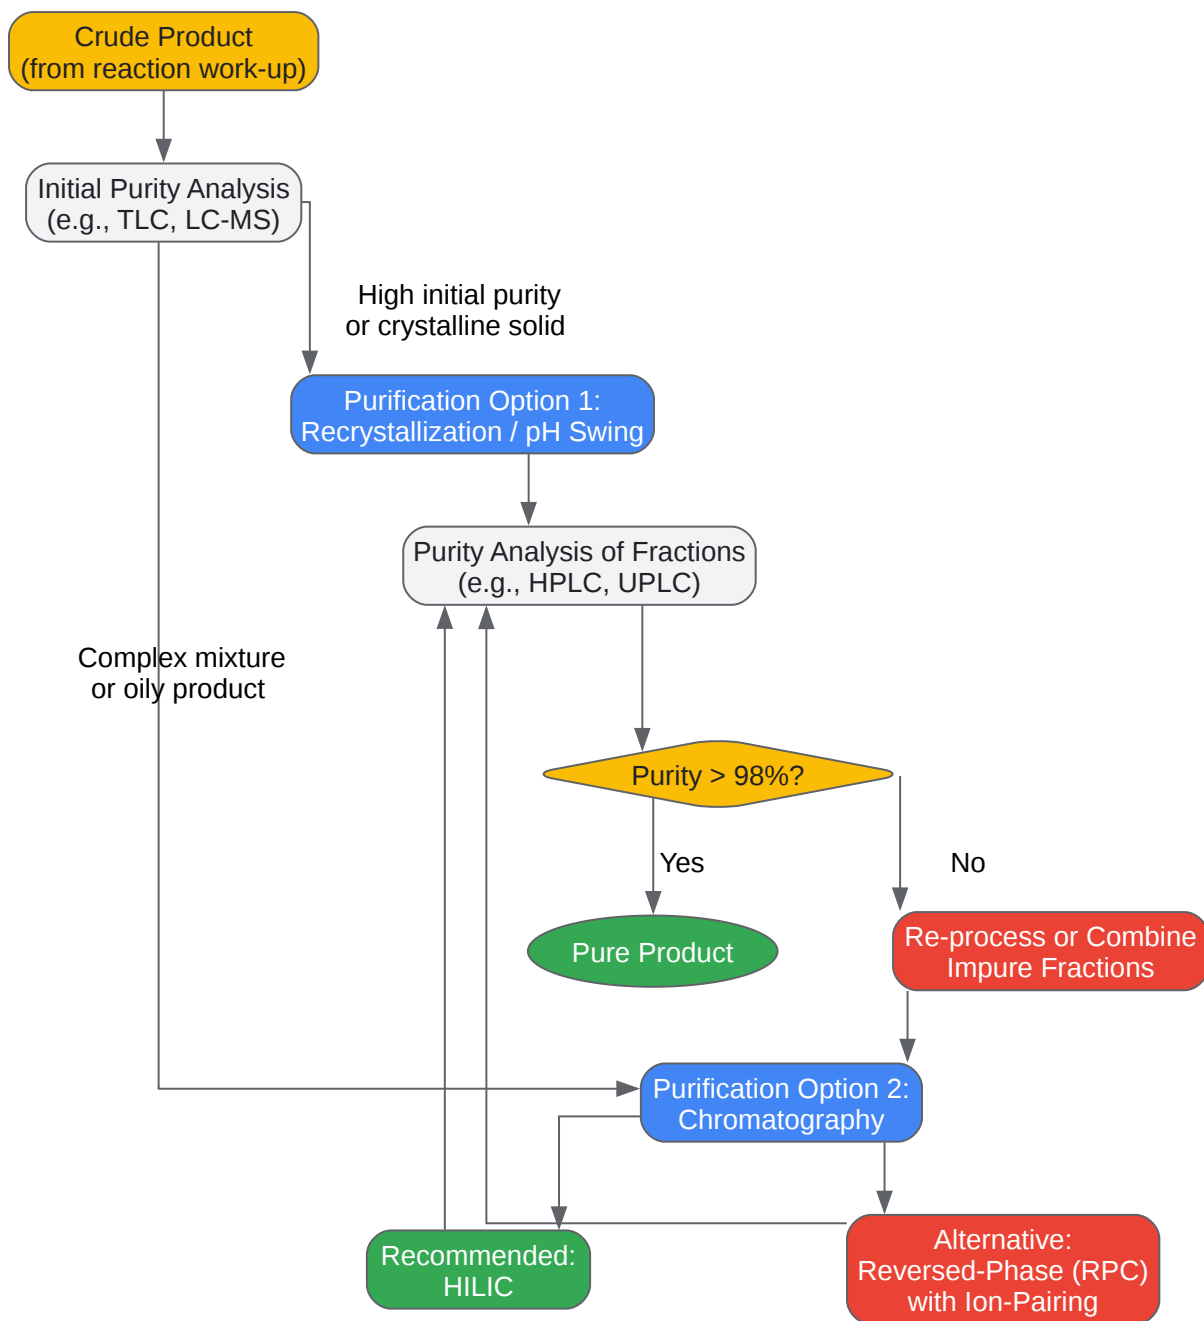 Crude Product
(from reaction work-up)
Initial Purity Analysis
(e.g., TLC, LC-MS)
High initial purity
or crystalline solid
Purification Option 1:
Recrystallization / pH Swing
Purity Analysis of Fractions
(e.g., HPLC, UPLC)
Complex mixture
or oily product
Purity > 98%?
Yes
No
Pure Product
Re-process or Combine
Impure Fractions
Purification Option 2:
Chromatography
Recommended:
HILIC
Alternative:
Reversed-Phase (RPC)
with Ion-Pairing